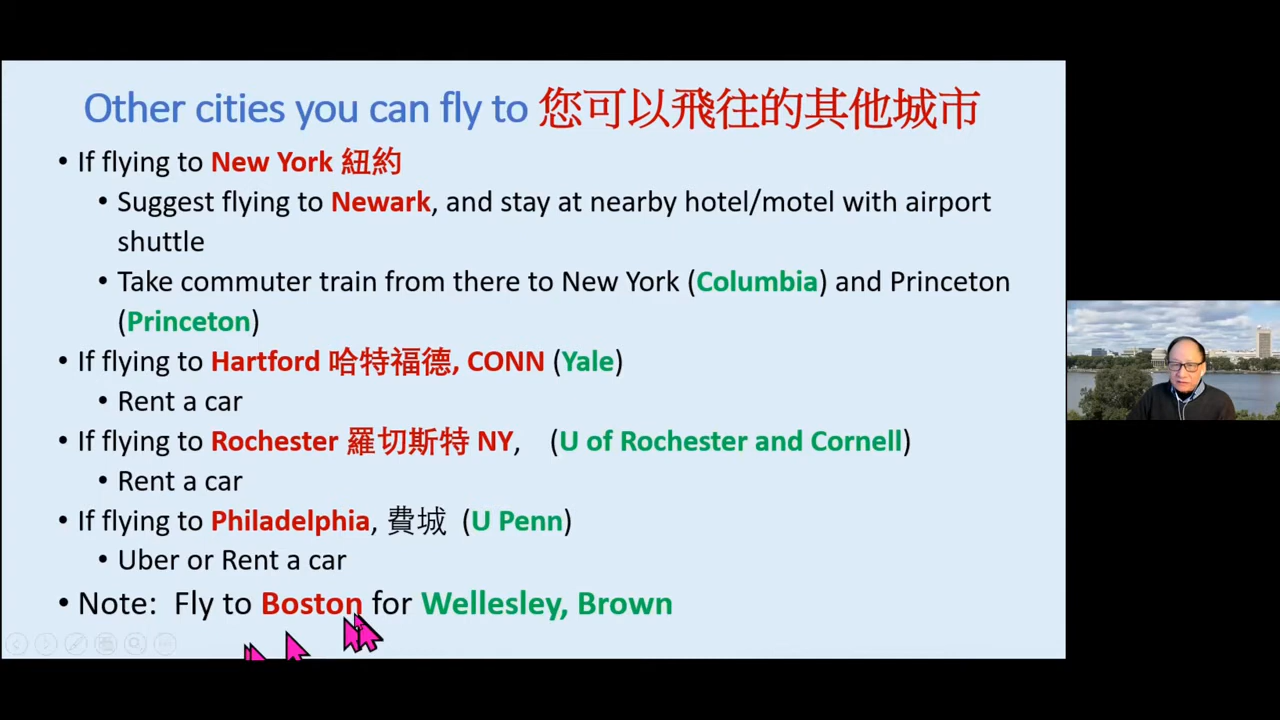 Other cities you can fly to 您可以飛往的其他城市
• If flying to New York 紐約
• Suggest flying to Newark, and stay at nearby hotel/motel with airport
shuttle
• Take commuter train from there to New York (Columbia) and Princeton
(Princeton)
• If flying to Hartford 哈特福德, CONN (Yale)
• Rent a car
• If flying to Rochester 羅切斯特 NY, (U of Rochester and Cornell)
• Rent a car
• If flying to Philadelphia, 費城 (U Penn)
• Uber or Rent a car
• Note: Fly to Boston for Wellesley, Brown